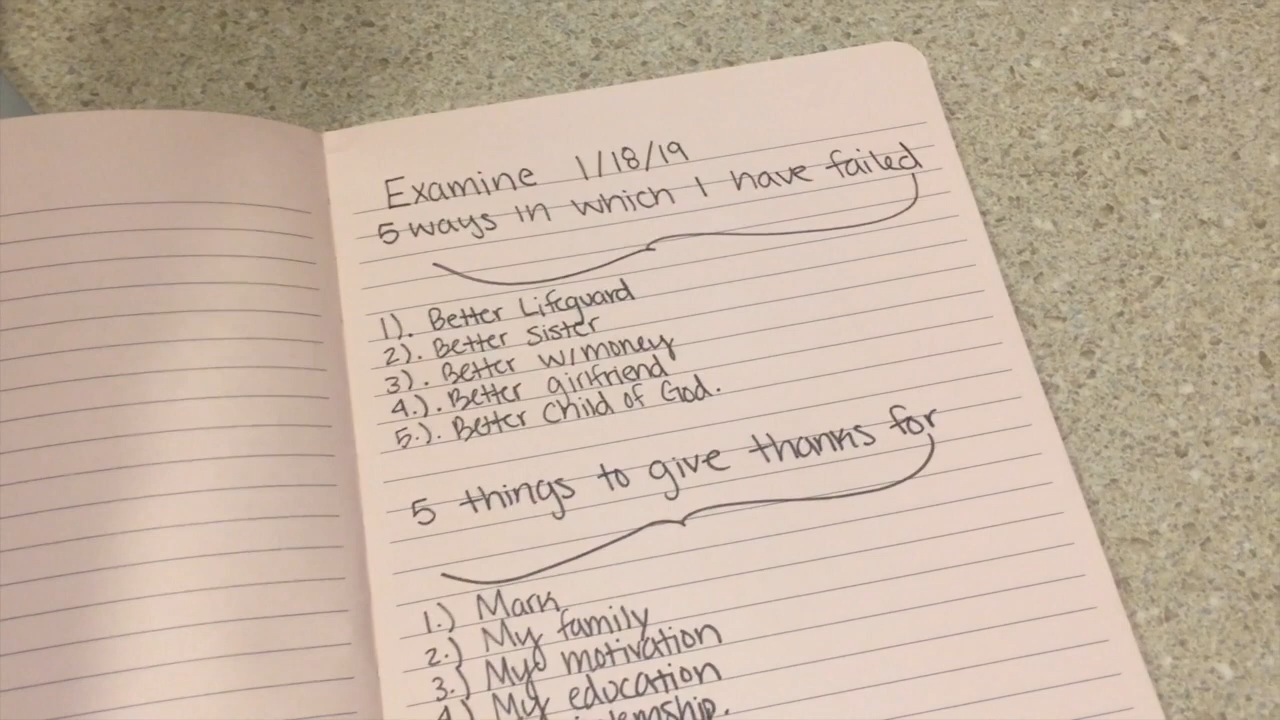 Examine 1/18/19
5 ways in which I have failed
1). Better Lifeguard
2). Better Sister
3). Better w/money
4.). Better girlfriend
5.). Better Child of God.
5 things to give thanks for
1.) Mark
2.) My family
3.) My motivation
4.) My education
internship.